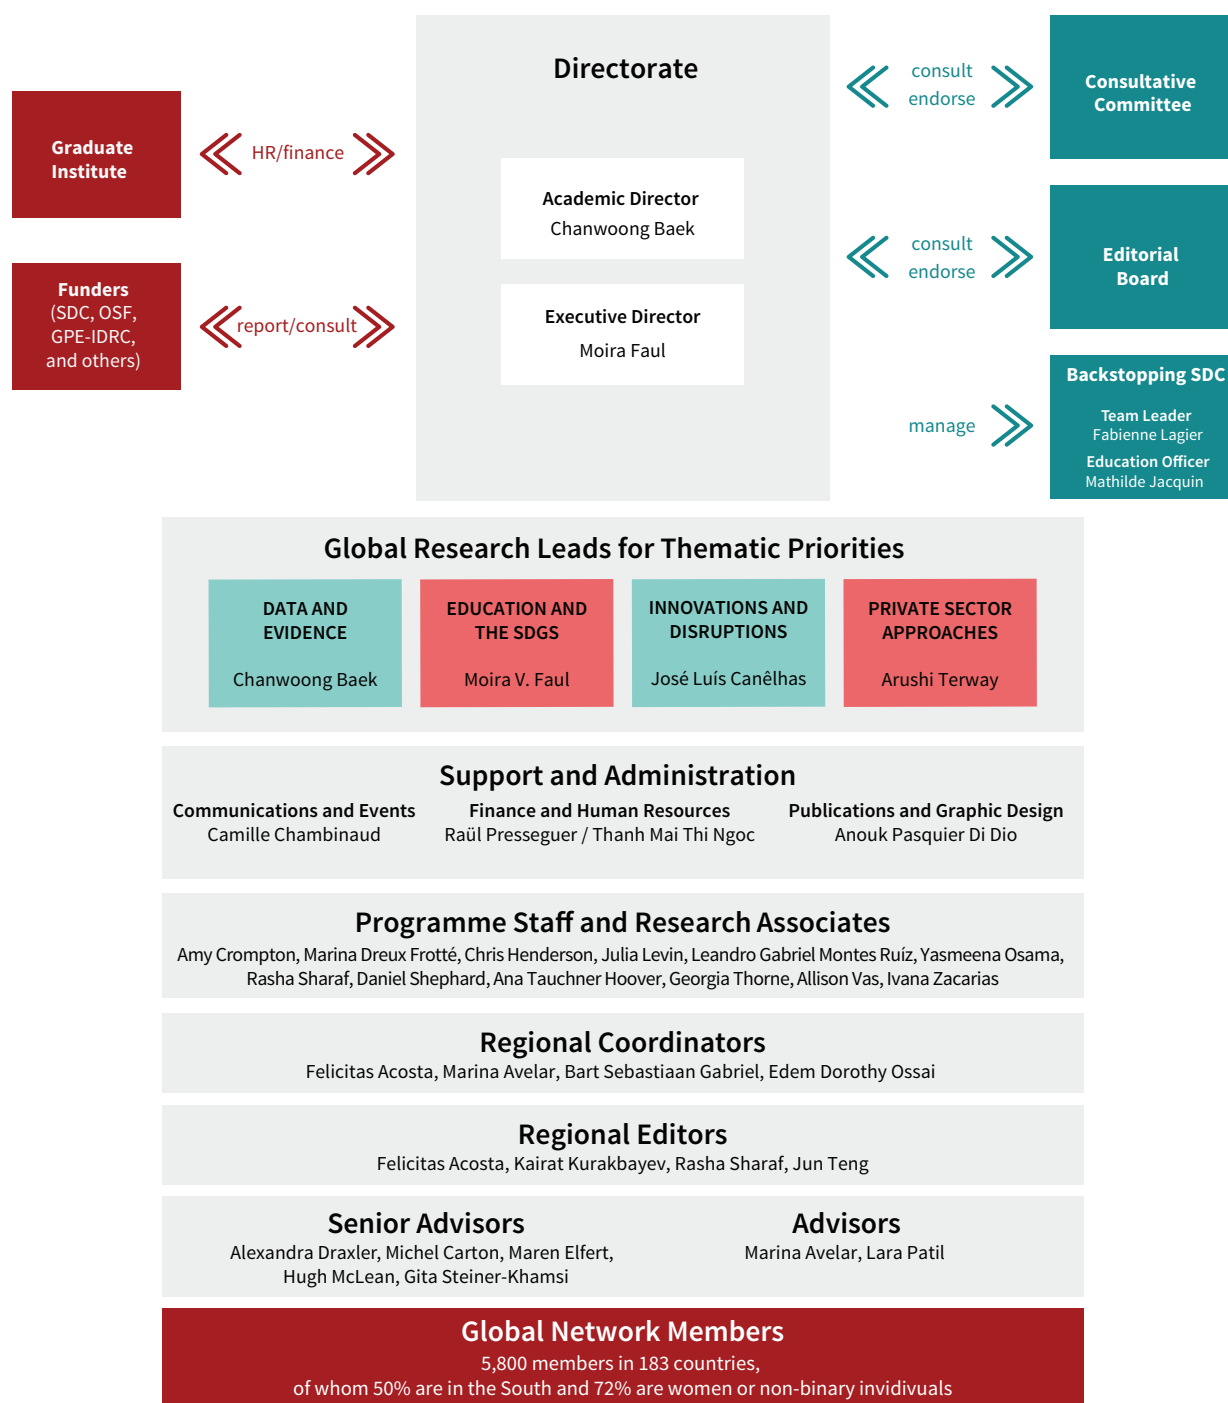 Directorate
Academic Director
Chanwoong Baek
Executive Director
Moira Faul
Graduate
Institute
HR/finance
Funders
(SDC, OSF,
GPE-IDRC,
and others)
report/consult
consult
endorse
Consultative
Committee
consult
endorse
Editorial
Board
manage
Backstopping SDC
Team Leader
Fabienne Lagier
Education Officer
Mathilde Jacquin
Global Research Leads for Thematic Priorities
DATA AND
EVIDENCE
Chanwoong Baek
EDUCATION AND
THE SDGS
Moira V. Faul
INNOVATIONS AND
DISRUPTIONS
José Luís Canêlhas
PRIVATE SECTOR
APPROACHES
Arushi Terway
Support and Administration
Communications and Events
Camille Chambinaud
Finance and Human Resources
Raül Presseguer / Thanh Mai Thi Ngoc
Publications and Graphic Design
Anouk Pasquier Di Dio
Programme Staff and Research Associates
Amy Crompton, Marina Dreux Frotté, Chris Henderson, Julia Levin, Leandro Gabriel Montes Ruíz, Yasmeena Osama,
Rasha Sharaf, Daniel Shephard, Ana Tauchner Hoover, Georgia Thorne, Allison Vas, Ivana Zacarias
Regional Coordinators
Felicitas Acosta, Marina Avelar, Bart Sebastiaan Gabriel, Edem Dorothy Ossai
Regional Editors
Felicitas Acosta, Kairat Kurakbayev, Rasha Sharaf, Jun Teng
Senior Advisors
Alexandra Draxler, Michel Carton, Maren Elfert,
Hugh McLean, Gita Steiner-Khamsi
Advisors
Marina Avelar, Lara Patil
Global Network Members
5,800 members in 183 countries,
of whom 50% are in the South and 72% are women or non-binary invidivuals